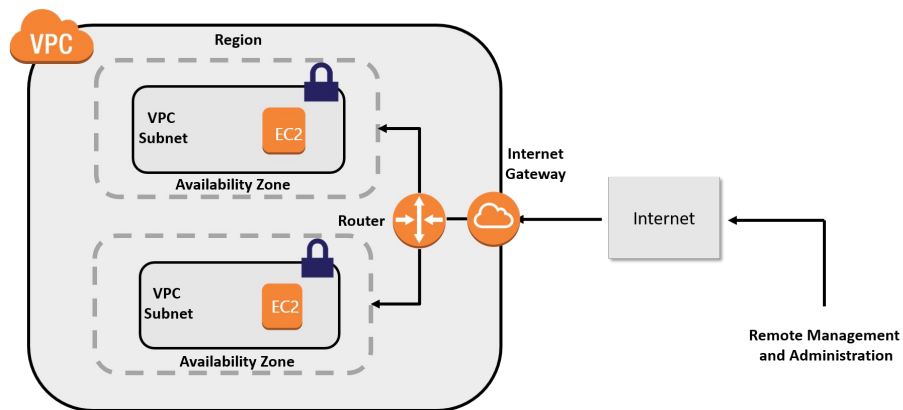 VPC
Region
VPC
Subnet
EC2
Availability Zone
Internet
Gateway
Router
Internet
VPC
Subnet
EC2
Availability Zone
Remote Management
and Administration